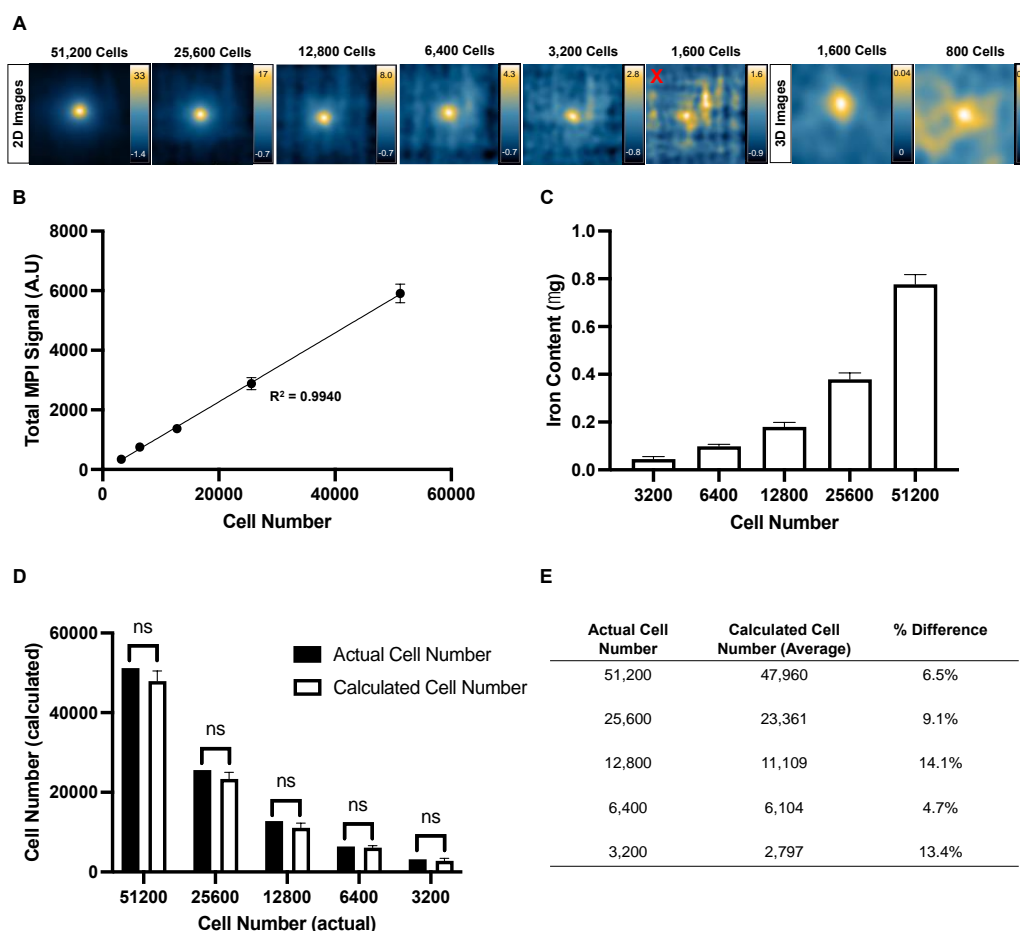 A
51,200 Cells 25,600 Cells 12,800 Cells 6,400 Cells 3,200 Cells 1,600 Cells 1,600 Cells 800 Cells
2D Images
33
-1.4
17
-0.7
8.0
-0.7
4.3
-0.7
2.8
-0.8
X
1.6
-0.9
3D Images
0.04
0
B
Total MPI Signal (A.U)
8000
6000
4000
2000
0
R² = 0.9940
0 20000 40000 60000
Cell Number
C
Iron Content (mg)
1.0
0.8
0.6
0.4
0.2
0.0
3200 6400 12800 25600 51200
Cell Number
D
Cell Number (calculated)
60000
40000
20000
0
ns
ns
ns
ns
ns
Actual Cell Number
Calculated Cell Number
51200 25600 12800 6400 3200
Cell Number (actual)
E
Actual Cell Calculated Cell % Difference
Number Number (Average)
51,200 47,960 6.5%
25,600 23,361 9.1%
12,800 11,109 14.1%
6,400 6,104 4.7%
3,200 2,797 13.4%